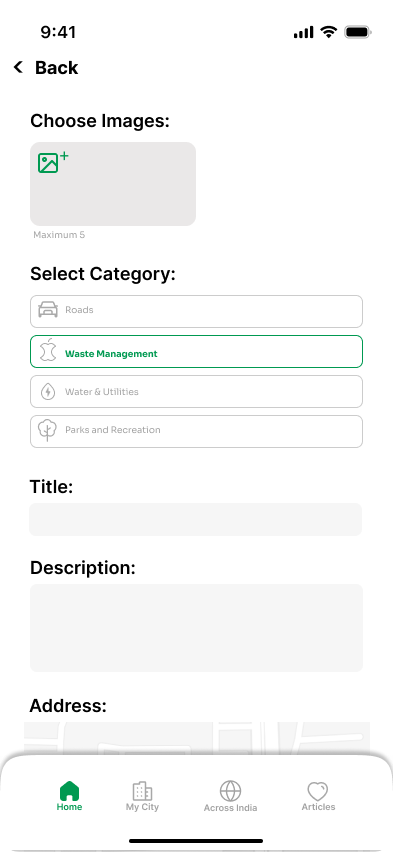 9:41
Back
Choose Images:
Maximum 5
Select Category:
Roads
Waste Management
Water & Utilities
Parks and Recreation
Title:
Description:
Address:
Home
My City
Across India
Articles